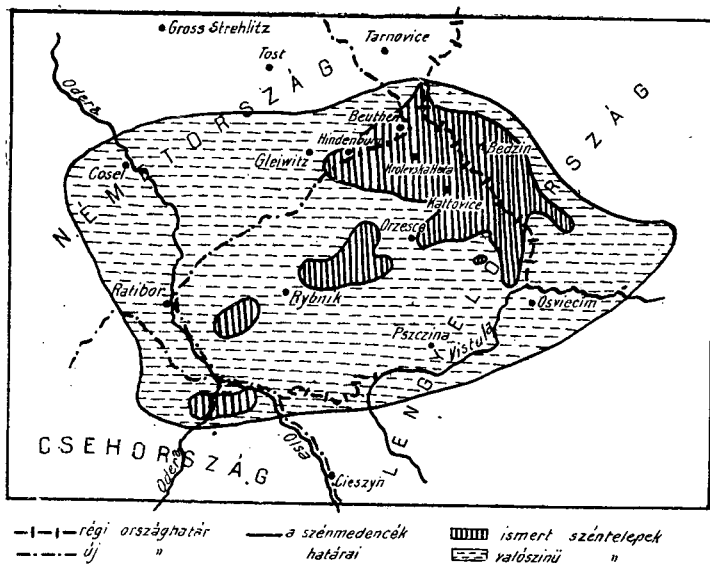 Gross Strehlitz
Tost
Tarnovice
Odera
NÉMETORSZÁG
Beuthen
Hindenburg
Bedzin
Gleiwitz
Cosel
Krolevska Huta
Kattovice
Orzesce
Ratibor
Rybnik
Osviecim
Pszczina
Vistula
LENGYELORSZÁG
CSEHORSZÁG
Odera
Olsa
Cieszyn
régi országhatár
új "
a szénmedencék
határai
ismert széntelepek
valószinü "